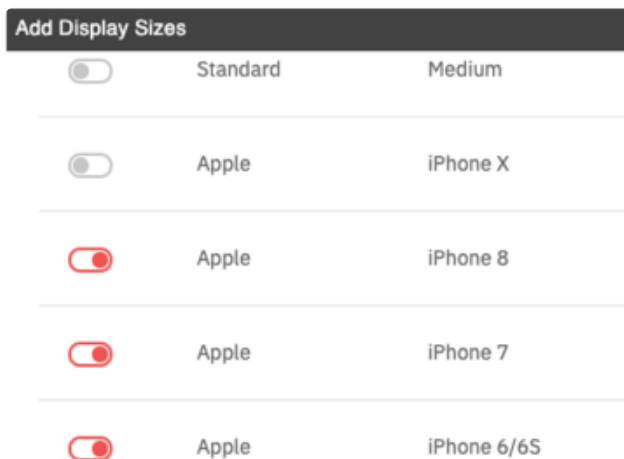 Add Display Sizes
Standard Medium
Apple iPhone X
Apple iPhone 8
Apple iPhone 7
Apple iPhone 6/6S